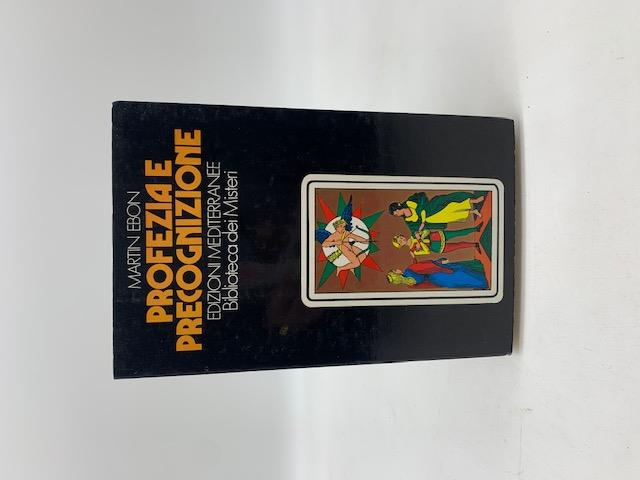 MARTIN EBON
PROFEZIA E
PRECOGNIZIONE
EDIZIONI MEDITERRANEE
Biblioteca dei Misteri